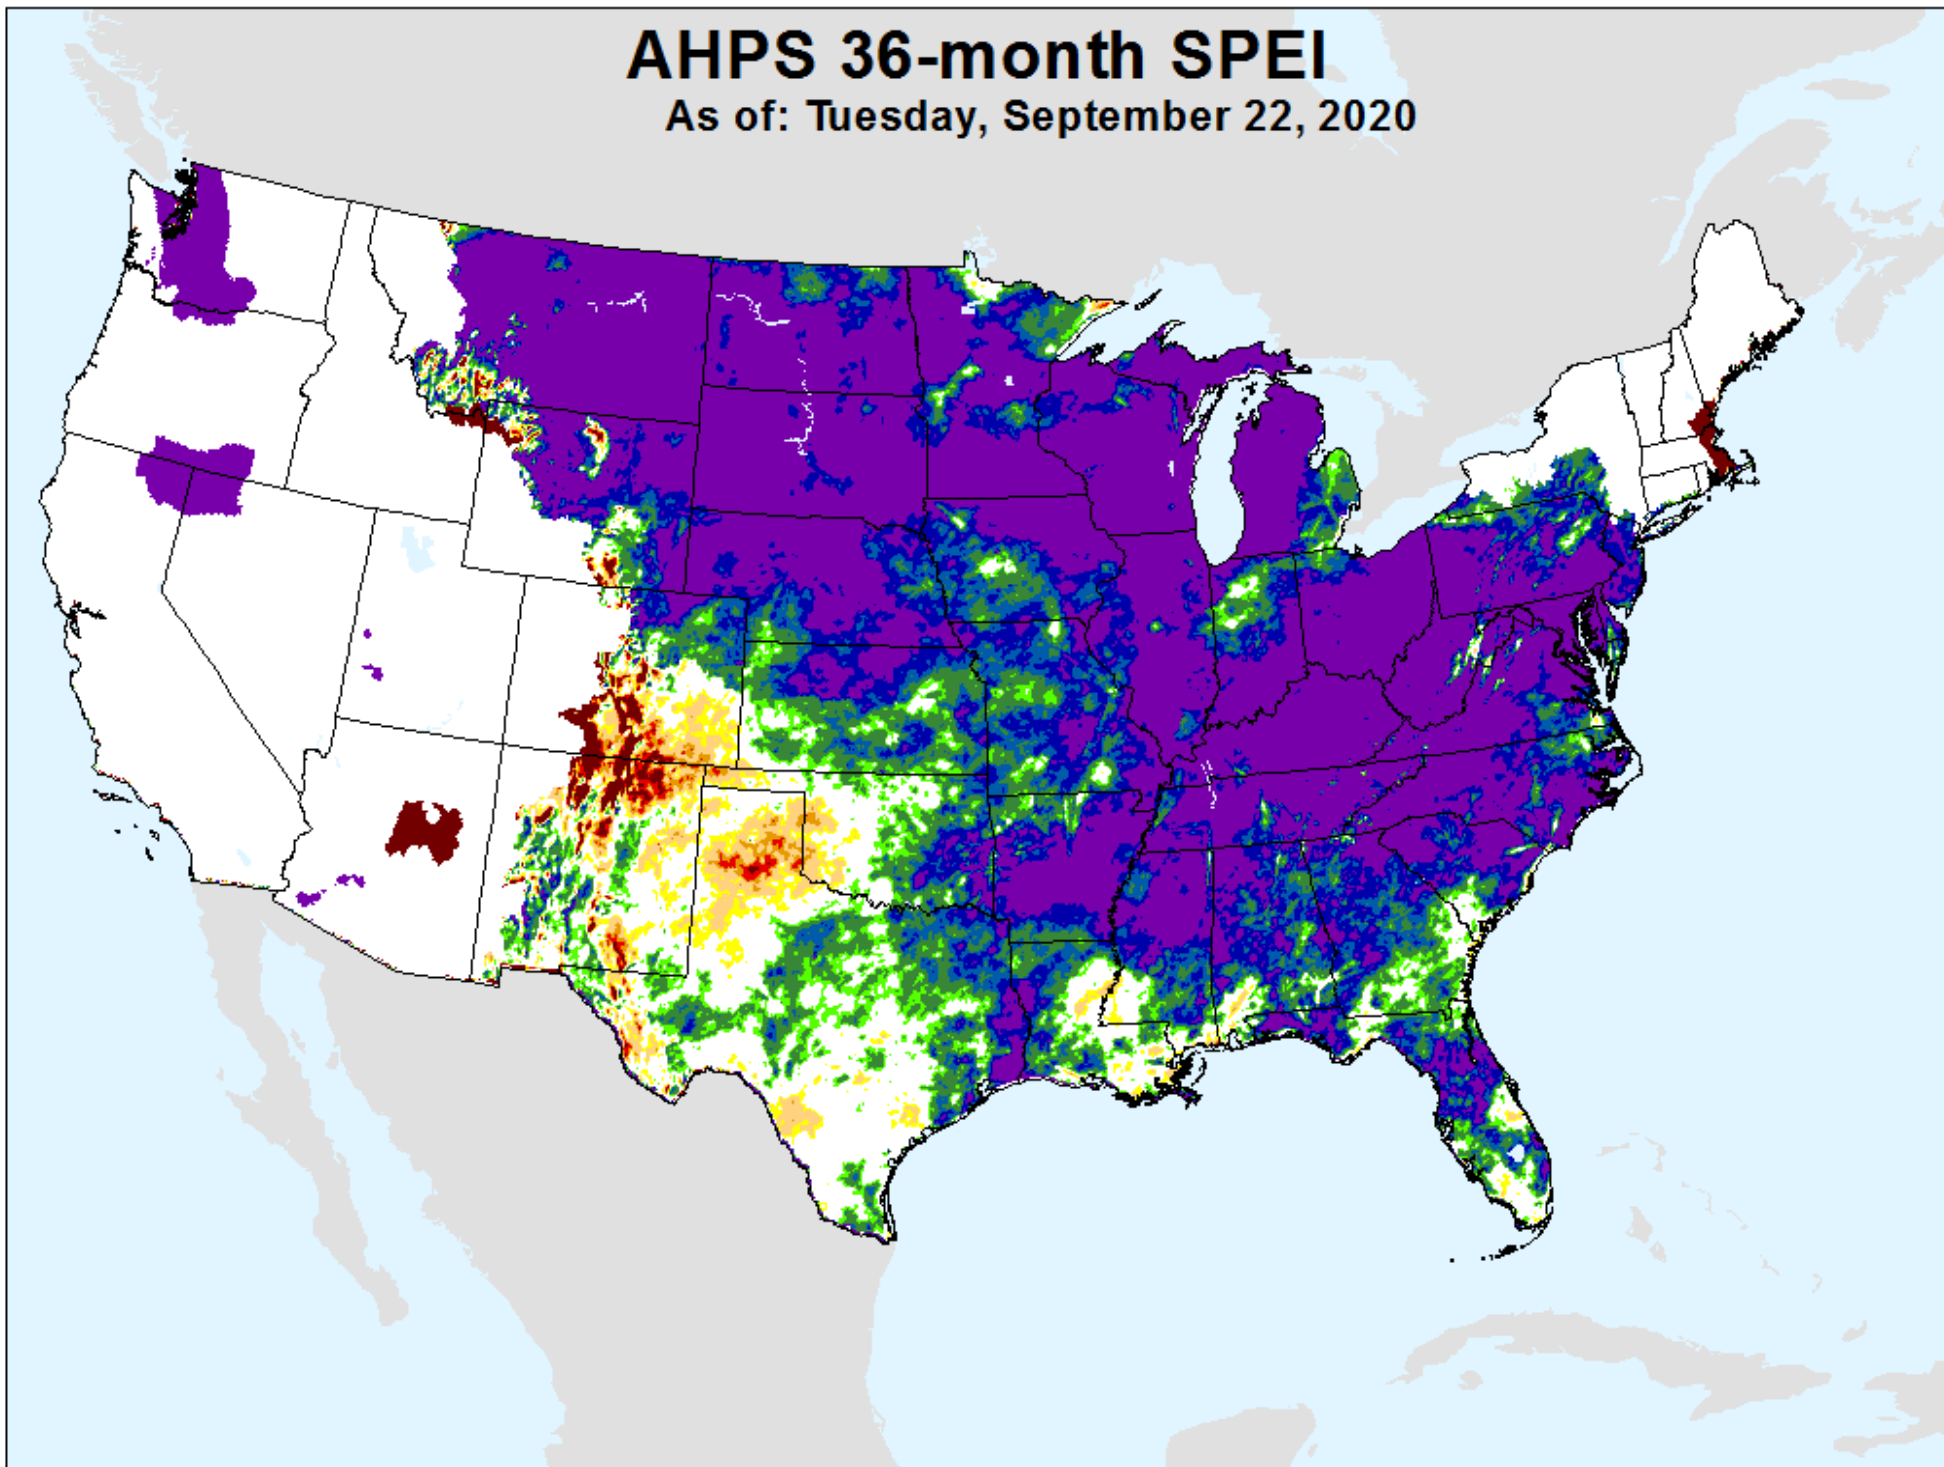 AHPS 36-month SPEI
As of: Tuesday, September 22, 2020